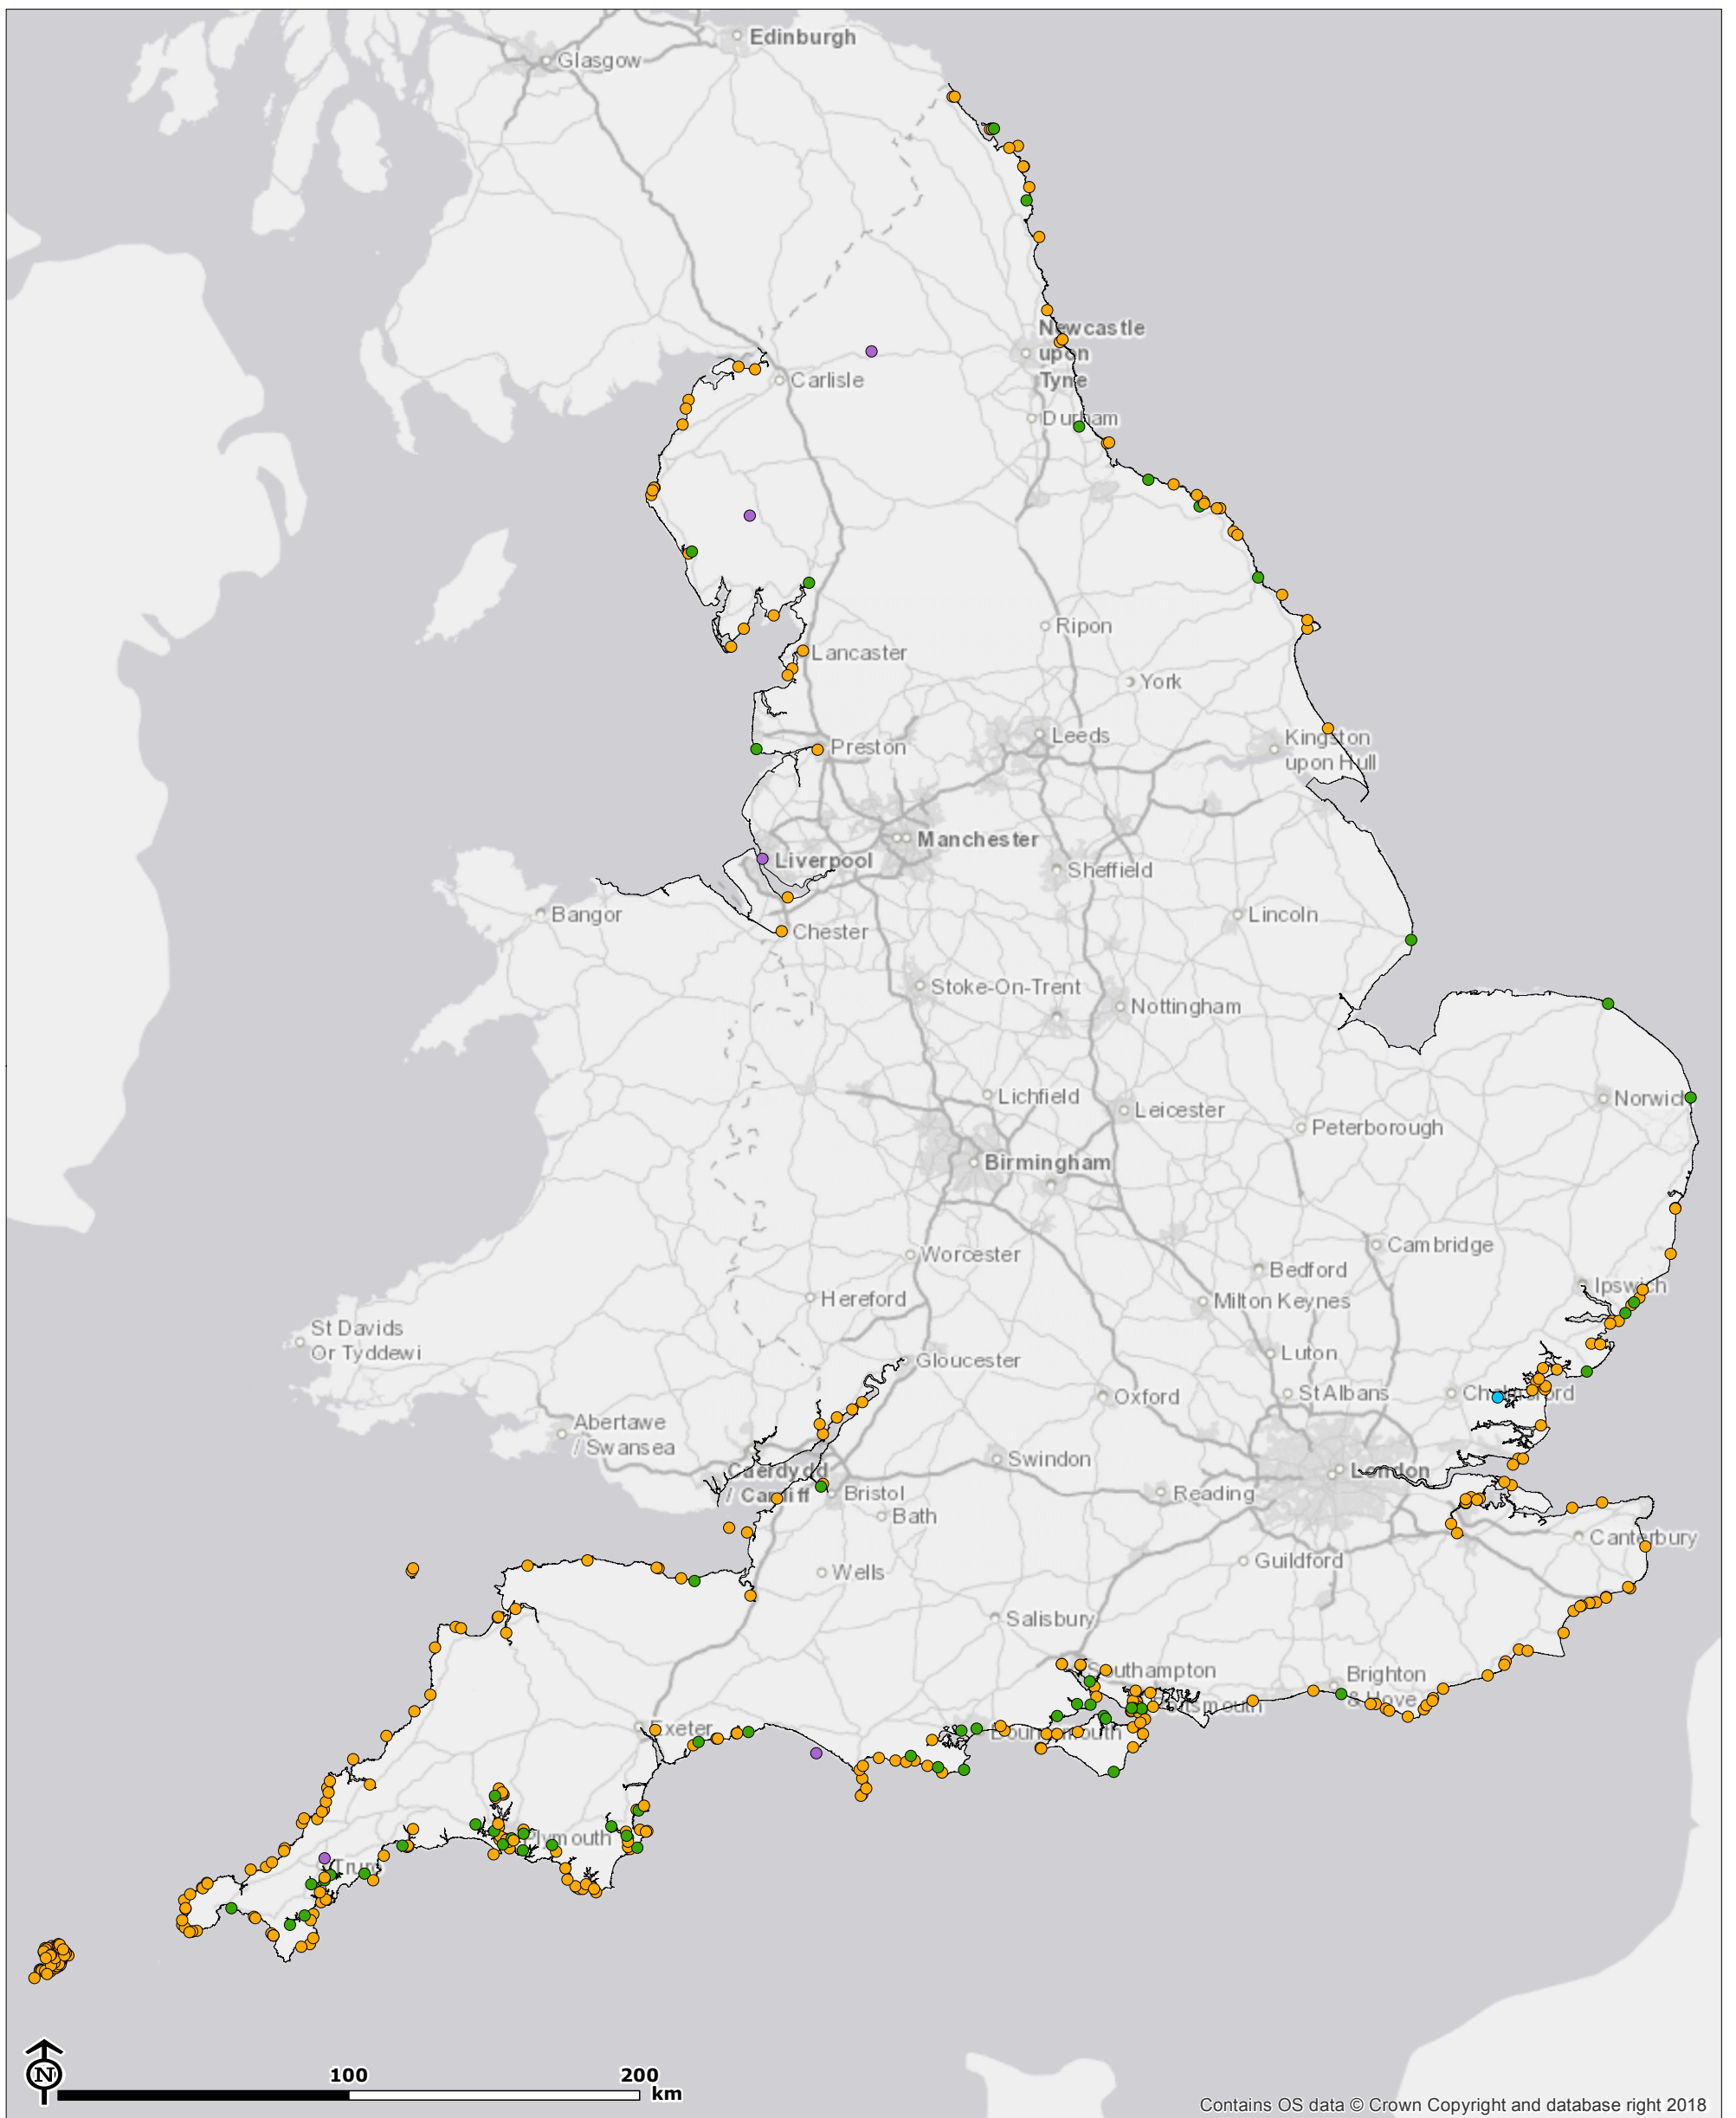 Edinburgh
Glasgow
Newcastle
upon
Tyne
Carlisle
Durham
Ripon
Lancaster
York
Leeds
Preston
Kingston
upon Hull
Manchester
Liverpool
Sheffield
Bangor
Lincoln
Chester
Stoke-On-Trent
Nottingham
Lichfield
Norwich
Leicester
Peterborough
Birmingham
Cambridge
Worcester
Bedford
Ipswich
Hereford
Milton Keynes
St Davids
Or Tyddewi
Luton
Gloucester
Oxford
St Albans
Chelmsford
Abertawe
/ Swansea
Swindon
Caerdydd
/ Cardiff
London
Bristol
Reading
Bath
Canterbury
Guildford
Wells
Salisbury
Southampton
Brighton
& Hove
Portsmouth
Exeter
Bournemouth
Plymouth
Truro
N
100
200
km
Contains OS data © Crown Copyright and database right 2018